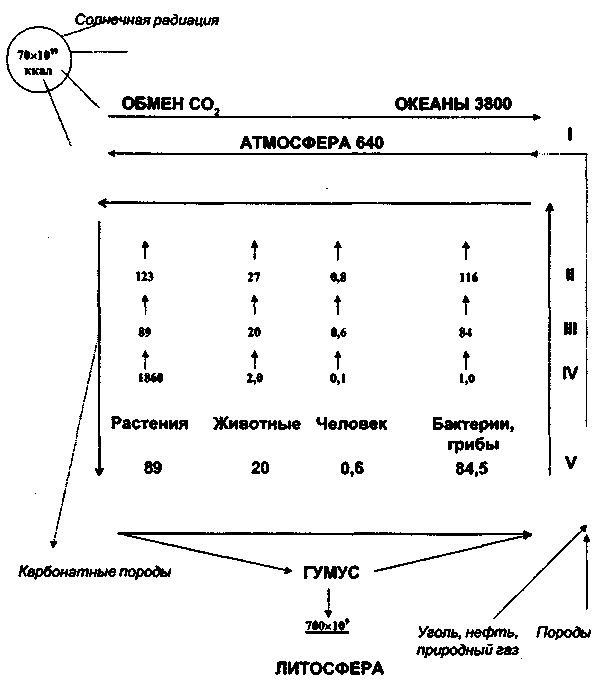 Солнечная радиация
70×10¹⁹
ккал
ОБМЕН CO₂ ОКЕАНЫ 3800
I
АТМОСФЕРА 640
123 27 0,8 116 II
89 20 0,6 84 III
1860 2,0 0,1 1,0 IV
Растения Животные Человек Бактерии,
грибы
89 20 0,6 84,5 V
Карбонатные породы
ГУМУС
700×10⁹
Уголь, нефть, Породы
природный газ
ЛИТОСФЕРА